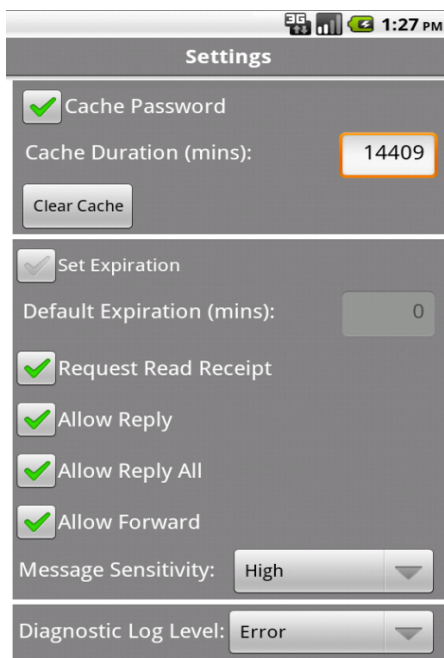 3G 1:27 PM
Settings
Cache Password
Cache Duration (mins): 14409
Clear Cache
Set Expiration
Default Expiration (mins): 0
Request Read Receipt
Allow Reply
Allow Reply All
Allow Forward
Message Sensitivity: High
Diagnostic Log Level: Error